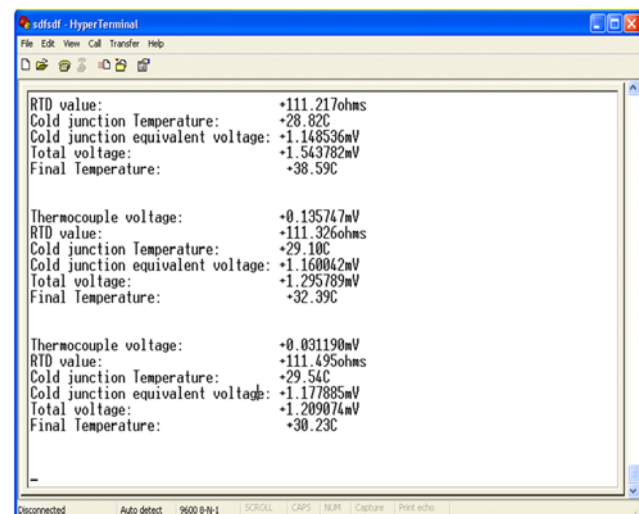 sdfsdf - HyperTerminal
File Edit View Call Transfer Help
RTD value: +111.217ohms
Cold junction Temperature: +28.82C
Cold junction equivalent voltage: +1.148536mV
Total voltage: +1.543782mV
Final Temperature: +38.59C
Thermocouple voltage: +0.135747mV
RTD value: +111.326ohms
Cold junction Temperature: +29.10C
Cold junction equivalent voltage: +1.160042mV
Total voltage: +1.295789mV
Final Temperature: +32.39C
Thermocouple voltage: +0.031190mV
RTD value: +111.495ohms
Cold junction Temperature: +29.54C
Cold junction equivalent voltage: +1.177885mV
Total voltage: +1.209074mV
Final Temperature: +30.23C
_
Disconnected Auto detect 9600 8-N-1 SCROLL CAPS NUM Capture Print echo